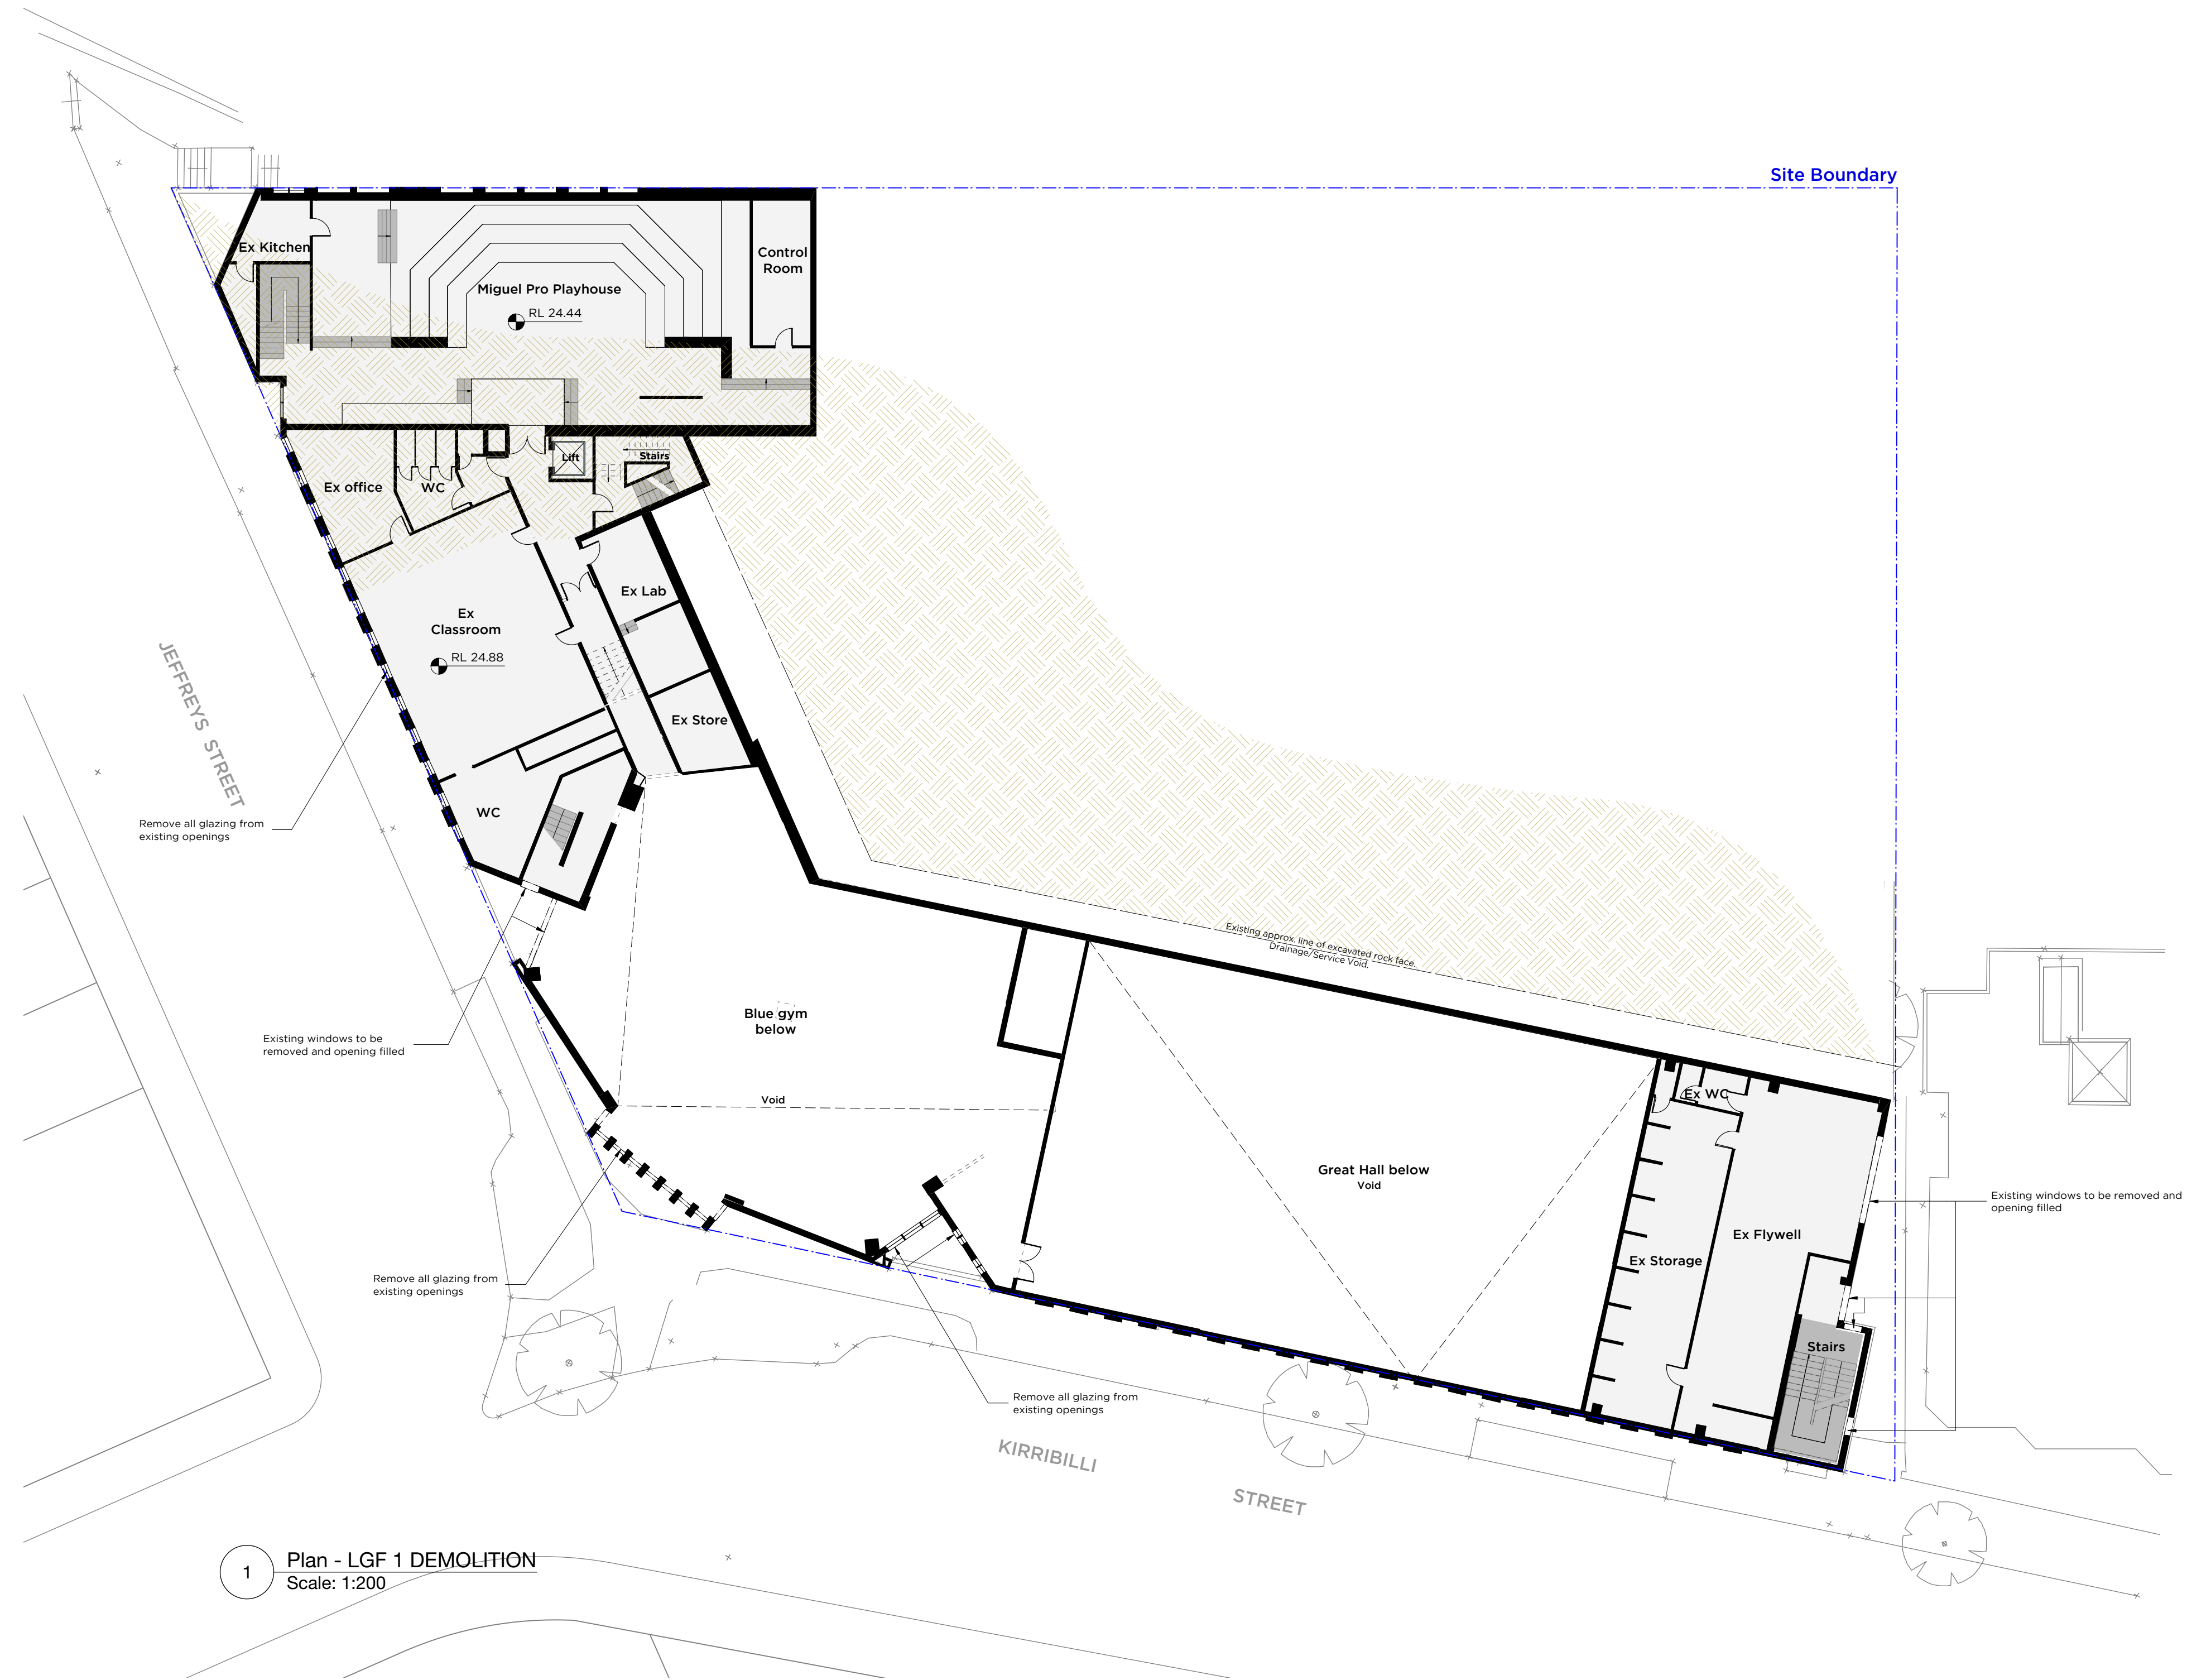 Site Boundary
Ex Kitchen
Control
Room
Miguel Pro Playhouse
RL 24.44
Lift
Stairs
Ex office
WC
Ex Lab
Ex
Classroom
RL 24.88
Ex Store
JEFFREYS STREET
WC
Remove all glazing from
existing openings
Existing approx. line of excavated rock face.
Drainage/Service Void.
Blue gym
below
Existing windows to be
removed and opening filled
Void
Ex WC
Great Hall below
Void
Existing windows to be removed and
opening filled
Ex Flywell
Ex Storage
Remove all glazing from
existing openings
Stairs
Remove all glazing from
existing openings
KIRRIBILLI STREET
1
Plan - LGF 1 DEMOLITION
Scale: 1:200